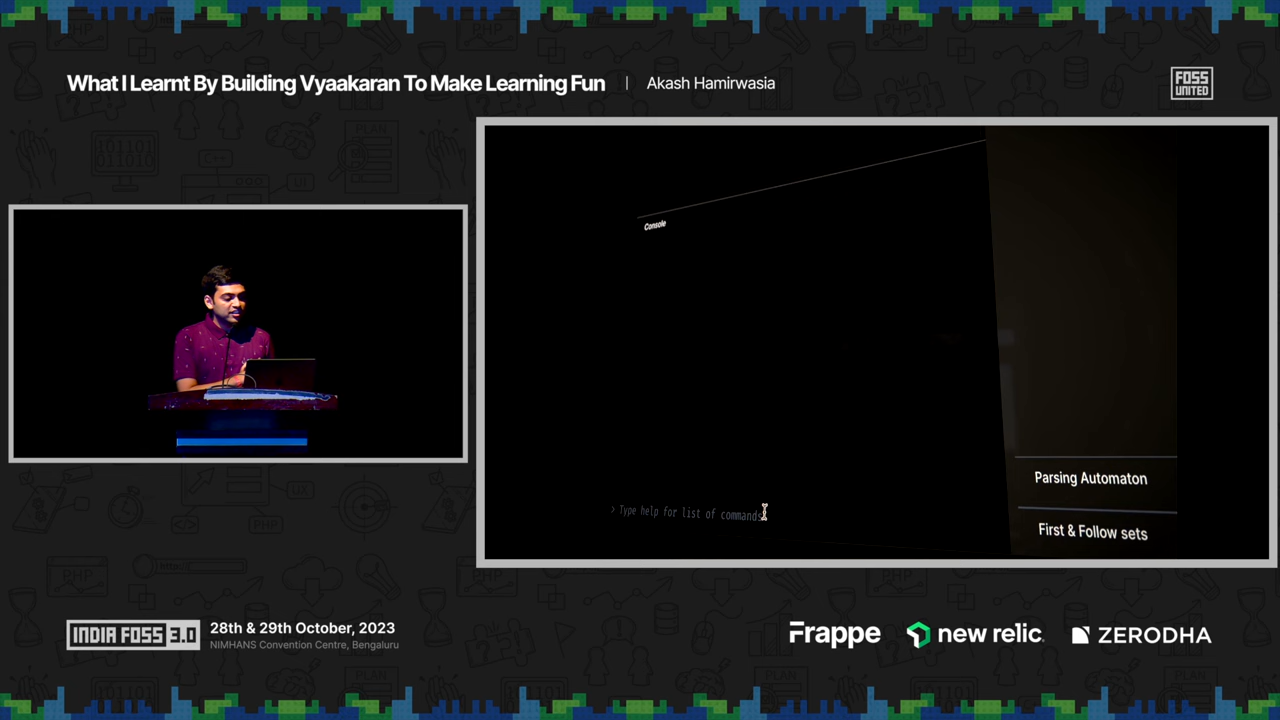 What I Learnt By Building Vyaakaran To Make Learning Fun | Akash Hamirwasia
FOSS
UNITED
Console
> Type help for list of commands
Parsing Automaton
First & Follow sets
INDIA FOSS 3.0
28th & 29th October, 2023
NIMHANS Convention Centre, Bengaluru
Frappe
new relic
ZERODHA